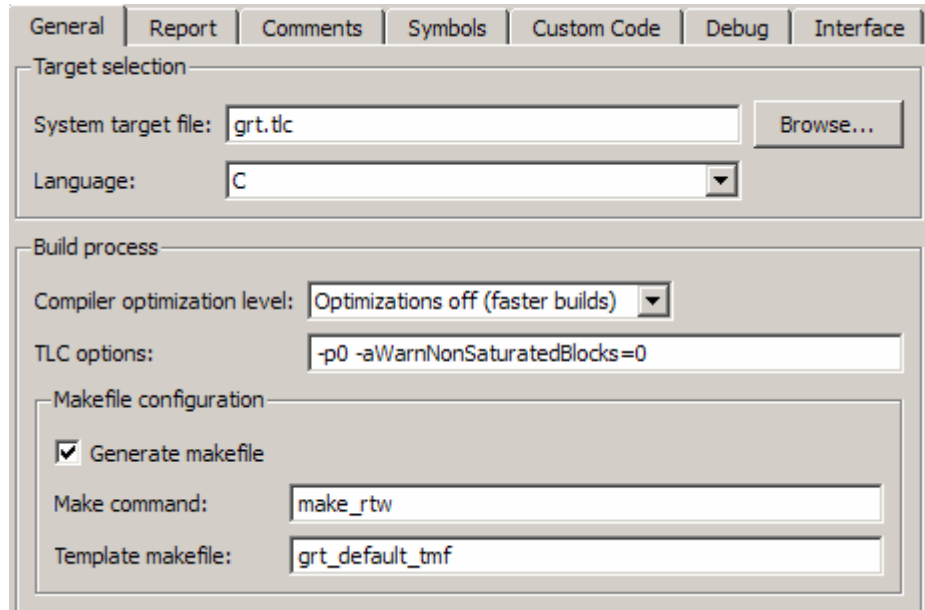 General Report Comments Symbols Custom Code Debug Interface
Target selection
System target file: grt.tlc Browse...
Language: C
Build process
Compiler optimization level: Optimizations off (faster builds)
TLC options: -p0 -aWarnNonSaturatedBlocks=0
Makefile configuration
Generate makefile
Make command: make_rtw
Template makefile: grt_default_tmf